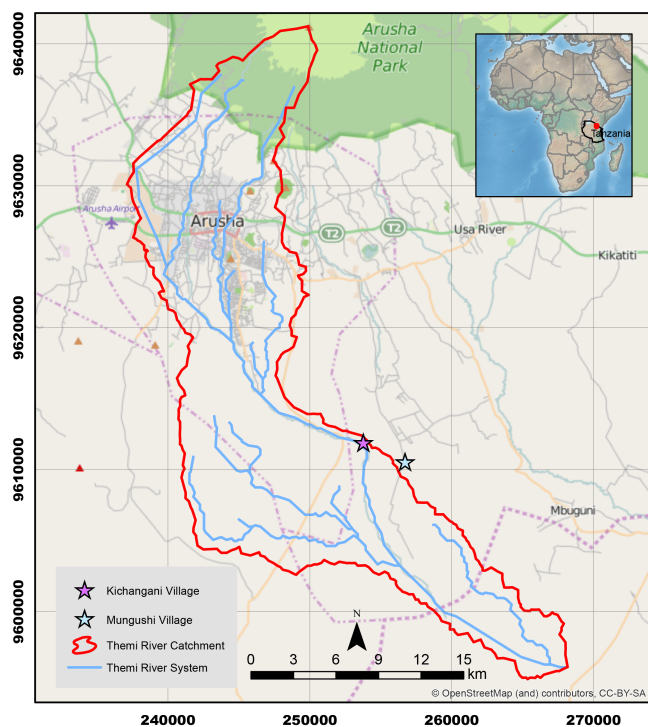 Arusha
National
Park
Tanzania
9640000
9630000
9620000
9610000
9600000
Arusha Airport
Arusha
T2
T2
Usa River
Kikatiti
Mbuguni
Kichangani Village
Mungushi Village
Themi River Catchment
Themi River System
N
0 3 6 9 12 15
km
© OpenStreetMap (and) contributors, CC-BY-SA
240000 250000 260000 270000